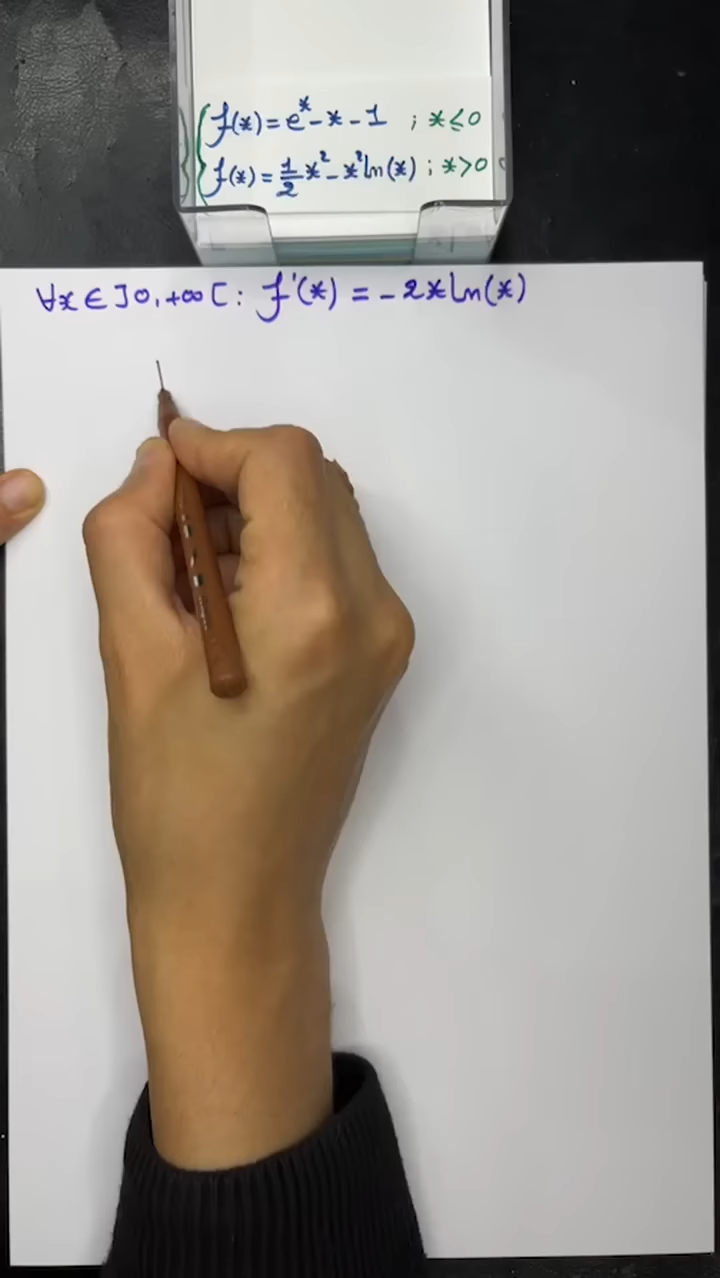 f(x) = e^x - x - 1 ; x ≤ 0
f(x) = 1/2 x² - x² ln(x) ; x > 0
∀x ∈ ]0, +∞[ : f'(x) = -2x ln(x)